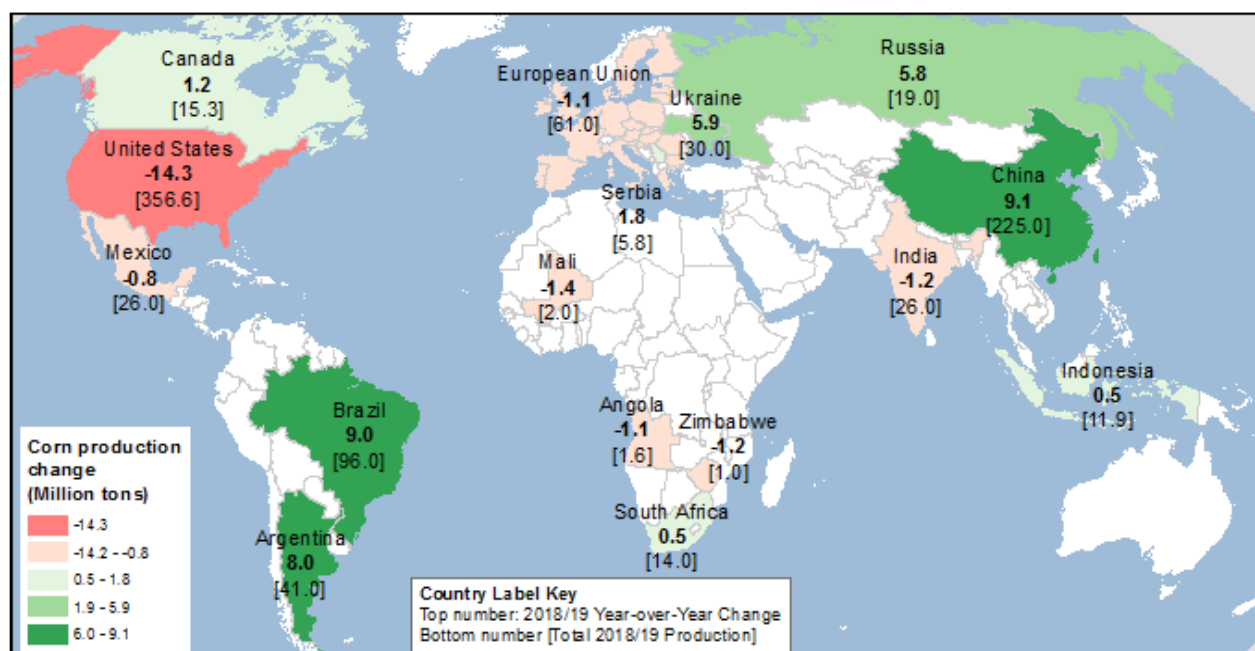 Canada
1.2
[15.3]
United States
-14.3
[356.6]
Mexico
-0.8
[26.0]
Brazil
9.0
[96.0]
Argentina
8.0
[41.0]
European Union
-1.1
[61.0]
Ukraine
5.9
[30.0]
Russia
5.8
[19.0]
Serbia
1.8
[5.8]
Mali
-1.4
[2.0]
Angola
-1.1
[1.6]
Zimbabwe
-1.2
[1.0]
South Africa
0.5
[14.0]
China
9.1
[225.0]
India
-1.2
[26.0]
Indonesia
0.5
[11.9]
Corn production
change
(Million tons)
-14.3
-14.2 - -0.8
0.5 - 1.8
1.9 - 5.9
6.0 - 9.1
Country Label Key
Top number: 2018/19 Year-over-Year Change
Bottom number [Total 2018/19 Production]